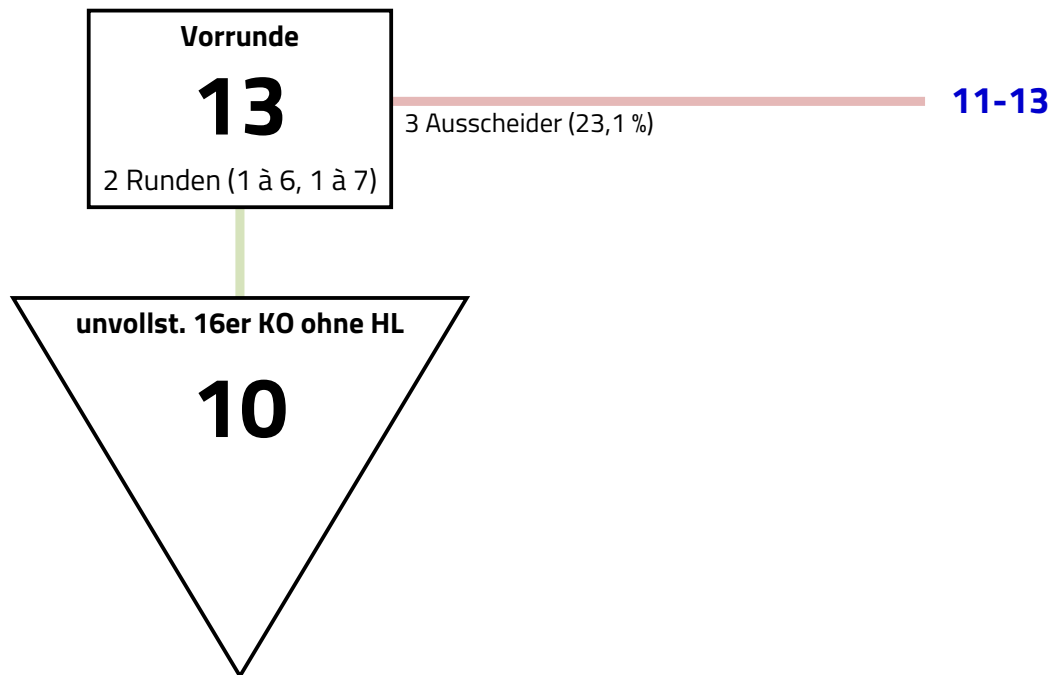 Vorrunde
13
11-13
3 Ausscheider (23,1 %)
2 Runden (1 à 6, 1 à 7)
unvollst. 16er KO ohne HL
10